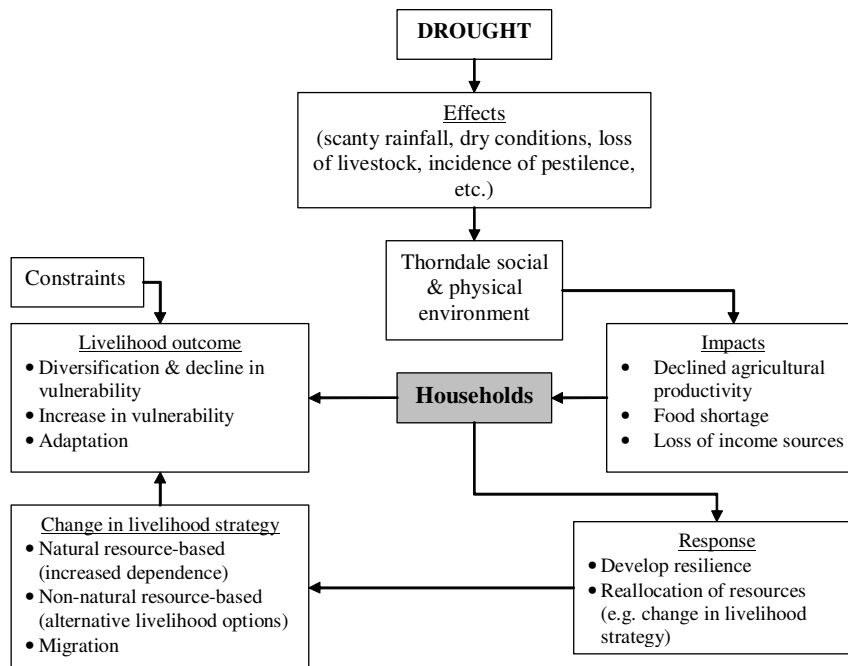 DROUGHT
Effects
(scanty rainfall, dry conditions, loss
of livestock, incidence of pestilence,
etc.)
Thorndale social
& physical
environment
Constraints
Livelihood outcome
• Diversification & decline in
vulnerability
• Increase in vulnerability
• Adaptation
Households
Impacts
• Declined agricultural
productivity
• Food shortage
• Loss of income sources
Change in livelihood strategy
• Natural resource-based
(increased dependence)
• Non-natural resource-based
(alternative livelihood options)
• Migration
Response
• Develop resilience
• Reallocation of resources
(e.g. change in livelihood
strategy)